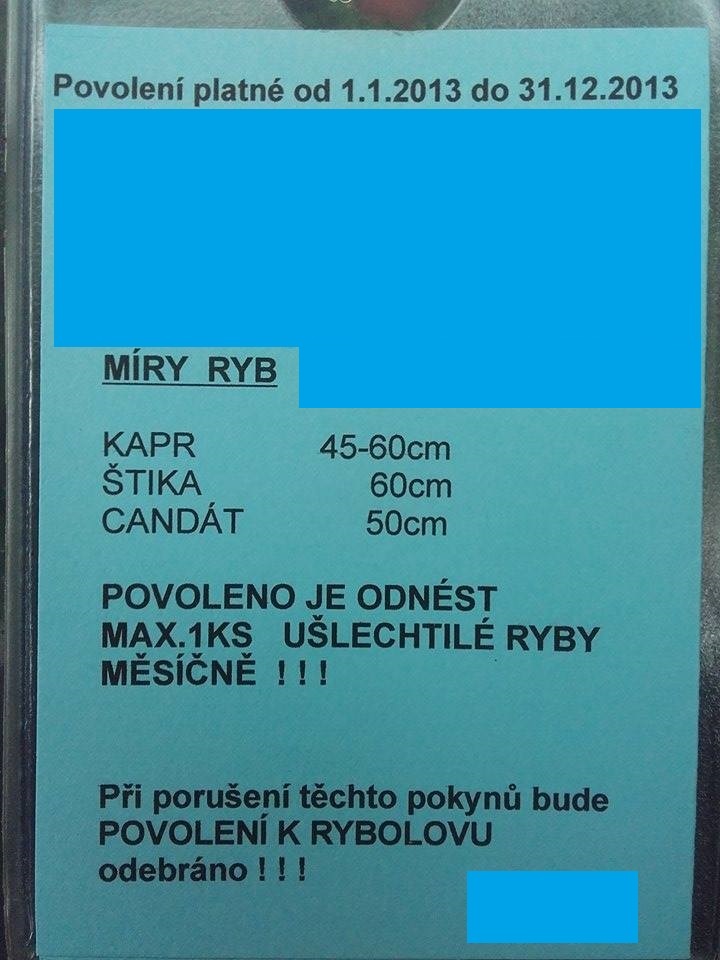 Povolení platné od 1.1.2013 do 31.12.2013
MÍRY RYB
KAPR 45-60cm
ŠTIKA 60cm
CANDÁT 50cm
POVOLENO JE ODNÉST
MAX.1KS UŠLECHTILÉ RYBY
MĚSÍČNĚ ! ! !
Při porušení těchto pokynů bude
POVOLENÍ K RYBOLOVU
odebráno ! ! !